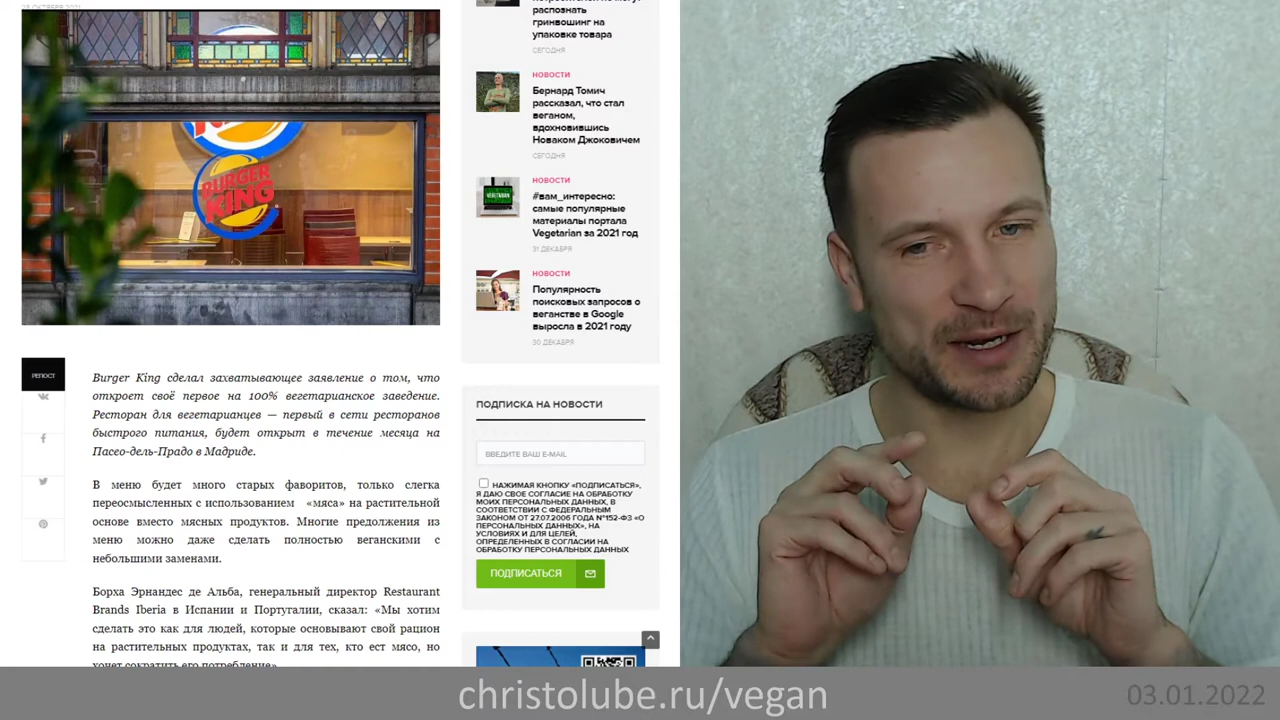 28 ОКТЯБРЯ 2021
BURGER
KING
Burger King сделал захватывающее заявление о том, что
откроет своё первое на 100% вегетарианское заведение.
Ресторан для вегетарианцев — первый в сети ресторанов
быстрого питания, будет открыт в течение месяца на
Пасео-дель-Прадо в Мадриде.
РЕПОСТ
В меню будет много старых фаворитов, только слегка
переосмысленных с использованием «мяса» на растительной
основе вместо мясных продуктов. Многие предолжения из
меню можно даже сделать полностью веганскими с
небольшими заменами.
Борха Эрнандес де Альба, генеральный директор Restaurant
Brands Iberia в Испании и Португалии, сказал: «Мы хотим
сделать это как для людей, которые основывают свой рацион
на растительных продуктах, так и для тех, кто ест мясо, но
хочет сократить его потребление»
распознать
гринвошинг на
упаковке товара
СЕГОДНЯ
НОВОСТИ
Бернард Томич
рассказал, что стал
веганом,
вдохновившись
Новаком Джоковичем
СЕГОДНЯ
НОВОСТИ
VEGETARIAN
#вам_интересно:
самые популярные
материалы портала
Vegetarian за 2021 год
31 ДЕКАБРЯ
НОВОСТИ
Популярность
поисковых запросов о
веганстве в Google
выросла в 2021 году
30 ДЕКАБРЯ
ПОДПИСКА НА НОВОСТИ
ВВЕДИТЕ ВАШ E-MAIL
НАЖИМАЯ КНОПКУ «ПОДПИСАТЬСЯ»,
Я ДАЮ СВОЕ СОГЛАСИЕ НА ОБРАБОТКУ
МОИХ ПЕРСОНАЛЬНЫХ ДАННЫХ, В
СООТВЕТСТВИИ С ФЕДЕРАЛЬНЫМ
ЗАКОНОМ ОТ 27.07.2006 ГОДА №152-ФЗ «О
ПЕРСОНАЛЬНЫХ ДАННЫХ», НА
УСЛОВИЯХ И ДЛЯ ЦЕЛЕЙ,
ОПРЕДЕЛЕННЫХ В СОГЛАСИИ НА
ОБРАБОТКУ ПЕРСОНАЛЬНЫХ ДАННЫХ
ПОДПИСАТЬСЯ
christolube.ru/vegan
03.01.2022